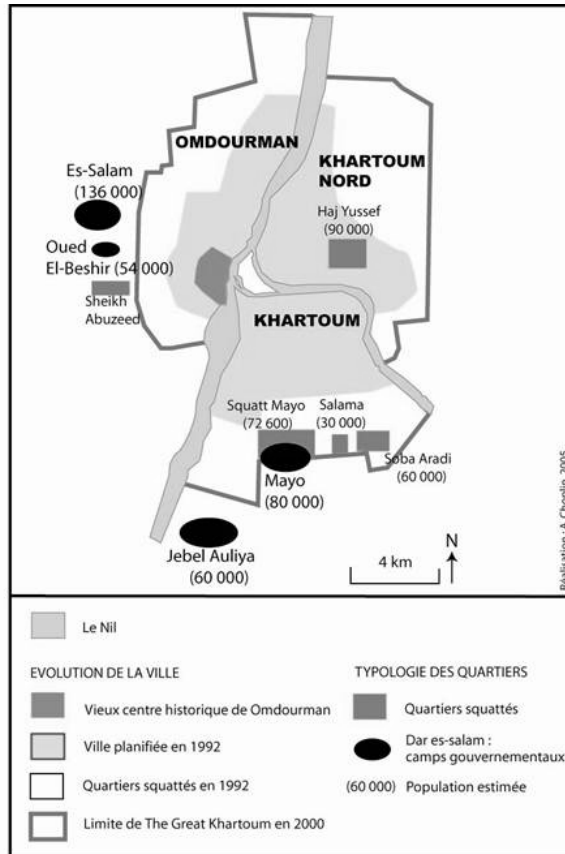 OMDOURMAN
KHARTOUM
NORD
Es-Salam
(136 000)
Haj Yussef
(90 000)
Oued
El-Beshir (54 000)
Sheikh
Abuzeed
KHARTOUM
Squatt Mayo
(72 600)
Salama
(30 000)
Soba Aradi
(60 000)
Mayo
(80 000)
Jebel Auliya
(60 000)
4 km
N
Réalisation : A. Choplin, 2005
Le Nil
EVOLUTION DE LA VILLE
Vieux centre historique de Omdourman
Ville planifiée en 1992
Quartiers squattés en 1992
Limite de The Great Khartoum en 2000
TYPOLOGIE DES QUARTIERS
Quartiers squattés
Dar es-salam :
camps gouvernementaux
(60 000) Population estimée